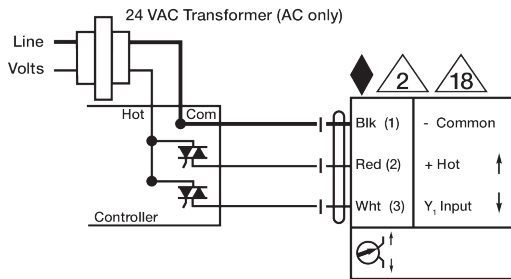 24 VAC Transformer (AC only)
Line
Volts
2
18
Hot
Com
Blk (1)
- Common
Red (2)
+ Hot
Wht (3)
Y₁ Input
Controller